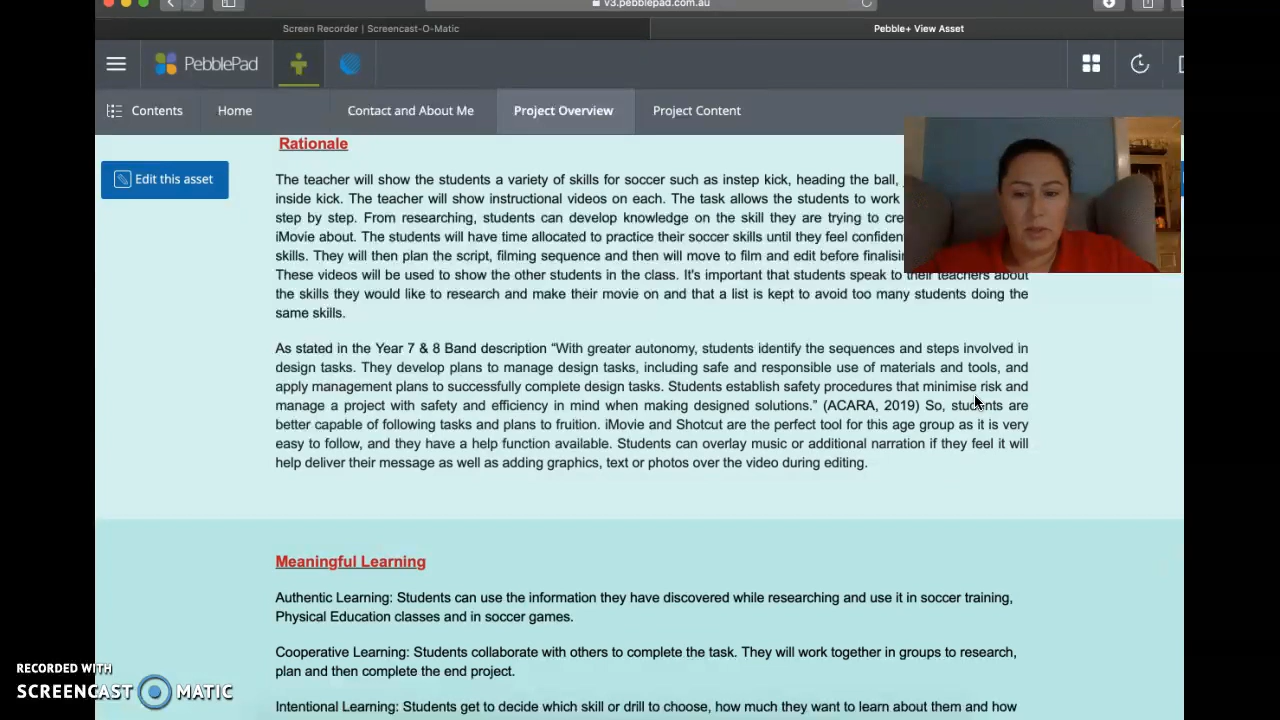 v3.pebblepad.com.au
Screen Recorder | Screencast-O-Matic
Pebble+ View Asset
PebblePad
Contents
Home
Contact and About Me
Project Overview
Project Content
Edit this asset
Rationale
The teacher will show the students a variety of skills for soccer such as instep kick, heading the ball,
inside kick. The teacher will show instructional videos on each. The task allows the students to work
step by step. From researching, students can develop knowledge on the skill they are trying to
iMovie about. The students will have time allocated to practice their soccer skills until they feel
skills. They will then plan the script, filming sequence and then will move to film and edit before
These videos will be used to show the other students in the class. It's important that students speak to their teachers about
the skills they would like to research and make their movie on and that a list is kept to avoid too many students doing the
same skills.
As stated in the Year 7 & 8 Band description “With greater autonomy, students identify the sequences and steps involved in
design tasks. They develop plans to manage design tasks, including safe and responsible use of materials and tools, and
apply management plans to successfully complete design tasks. Students establish safety procedures that minimise risk and
manage a project with safety and efficiency in mind when making designed solutions.” (ACARA, 2019) So, students are
better capable of following tasks and plans to fruition. iMovie and Shotcut are the perfect tool for this age group as it is very
easy to follow, and they have a help function available. Students can overlay music or additional narration if they feel it will
help deliver their message as well as adding graphics, text or photos over the video during editing.
Meaningful Learning
Authentic Learning: Students can use the information they have discovered while researching and use it in soccer training,
Physical Education classes and in soccer games.
Cooperative Learning: Students collaborate with others to complete the task. They will work together in groups to research,
plan and then complete the end project.
Intentional Learning: Students get to decide which skill or drill to choose, how much they want to learn about them and how
RECORDED WITH
SCREENCAST MATIC